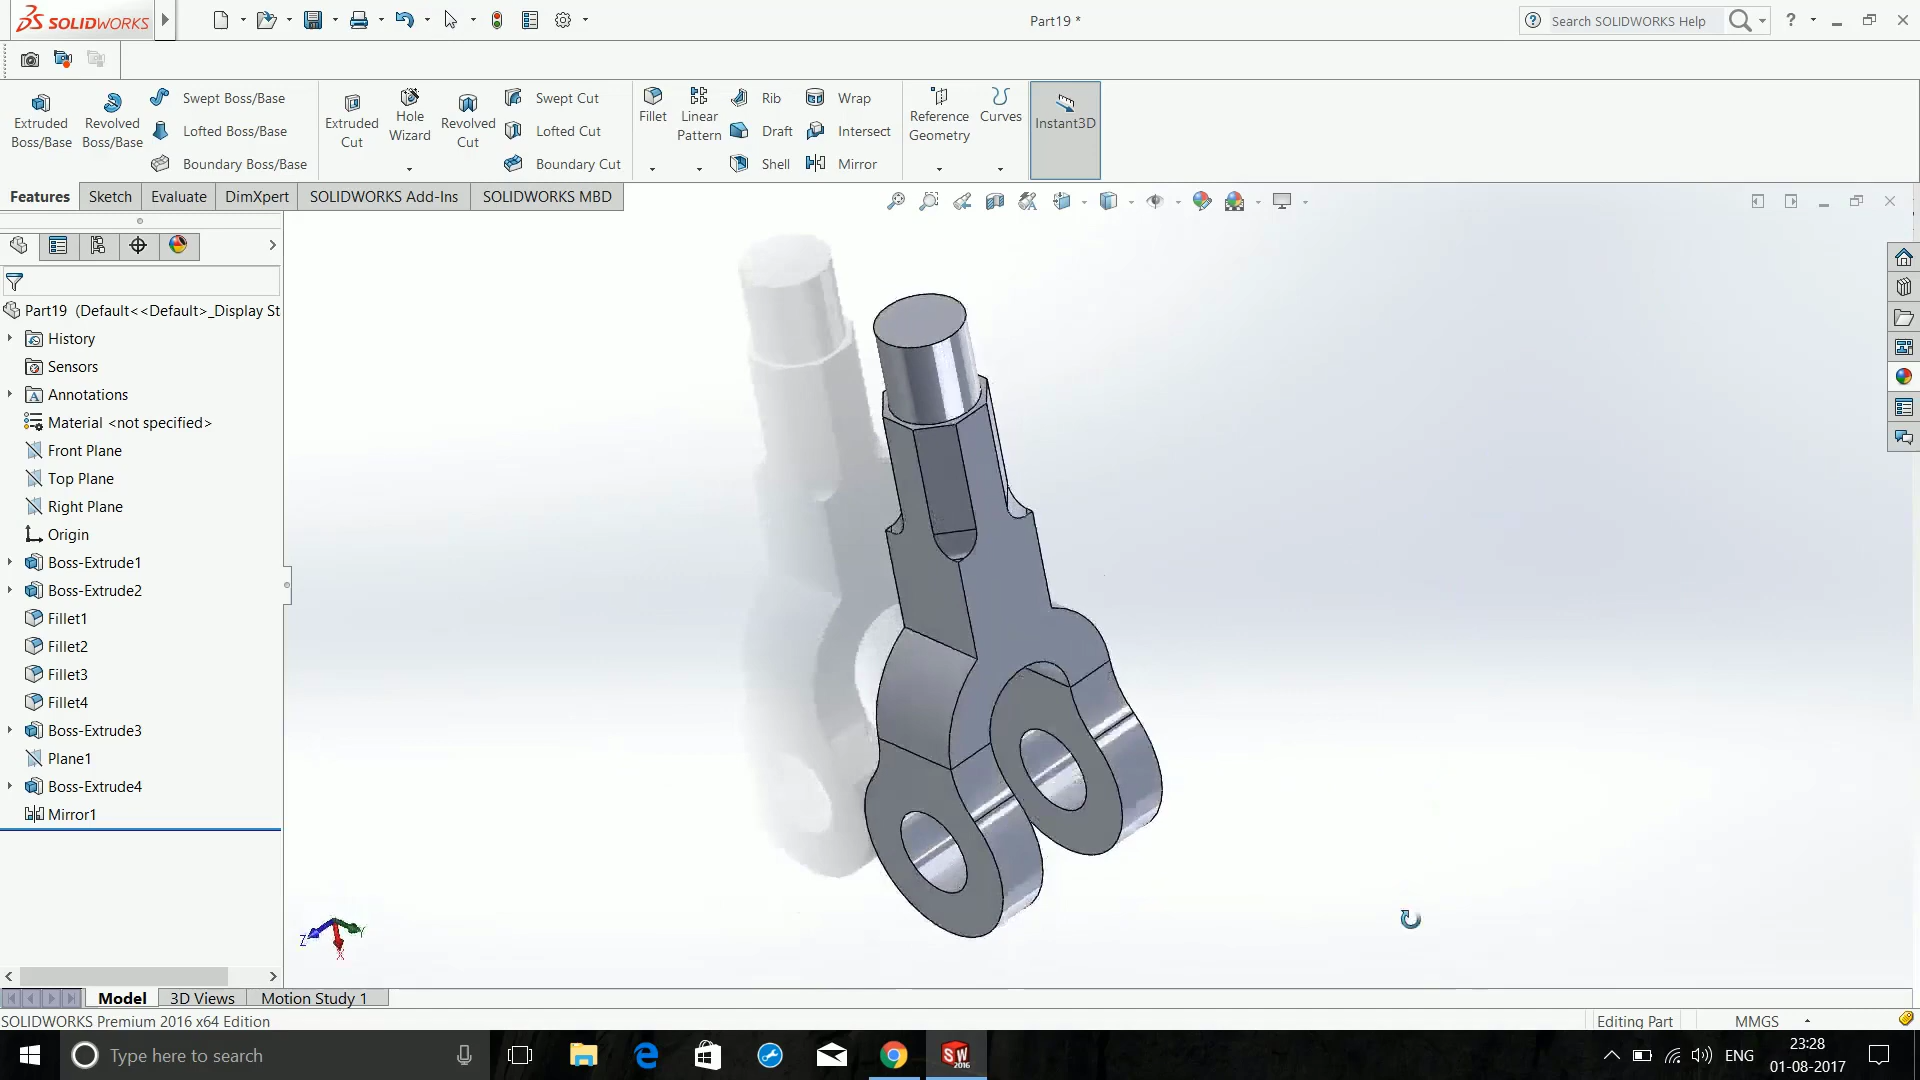 SOLIDWORKS
Part19 *
Search SOLIDWORKS Help
?
Extruded
Boss/Base
Revolved
Boss/Base
Swept Boss/Base
Lofted Boss/Base
Boundary Boss/Base
Extruded
Cut
Hole
Wizard
Revolved
Cut
Swept Cut
Lofted Cut
Boundary Cut
Fillet
Linear
Pattern
Rib
Draft
Shell
Wrap
Intersect
Mirror
Reference
Geometry
Curves
Instant3D
Features
Sketch
Evaluate
DimXpert
SOLIDWORKS Add-Ins
SOLIDWORKS MBD
Part19 (Default<<Default>_Display St
History
Sensors
Annotations
Material <not specified>
Front Plane
Top Plane
Right Plane
Origin
Boss-Extrude1
Boss-Extrude2
Fillet1
Fillet2
Fillet3
Fillet4
Boss-Extrude3
Plane1
Boss-Extrude4
Mirror1
Z
Y
X
Model
3D Views
Motion Study 1
SOLIDWORKS Premium 2016 x64 Edition
Editing Part
MMGS
Type here to search
SW
2016
ENG
23:28
01-08-2017